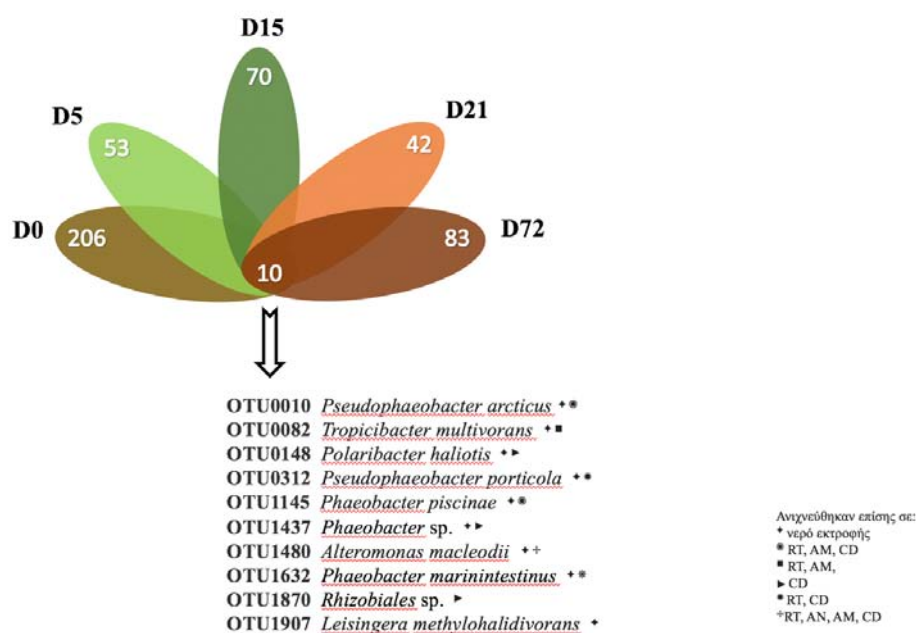 D15
70
D5
53
D21
42
D0
206
10
83
D72
OTU0010 Pseudophaeobacter arcticus ✦✺
OTU0082 Tropicibacter multivorans ✦■
OTU0148 Polaribacter haliotis ✦►
OTU0312 Pseudophaeobacter porticola ✦✺
OTU1145 Phaeobacter piscinae ✦✺
OTU1437 Phaeobacter sp. ✦►
OTU1480 Alteromonas macleodii ✦÷
OTU1632 Phaeobacter marinintestinus ✦*
OTU1870 Rhizobiales sp. ►
OTU1907 Leisingera methylohalidivorans ✦
Ανιχνεύθηκαν επίσης σε:
✦ νερό εκτροφής
✺ RT, AM, CD
■ RT, AM,
► CD
* RT, CD
÷RT, AN, AM, CD